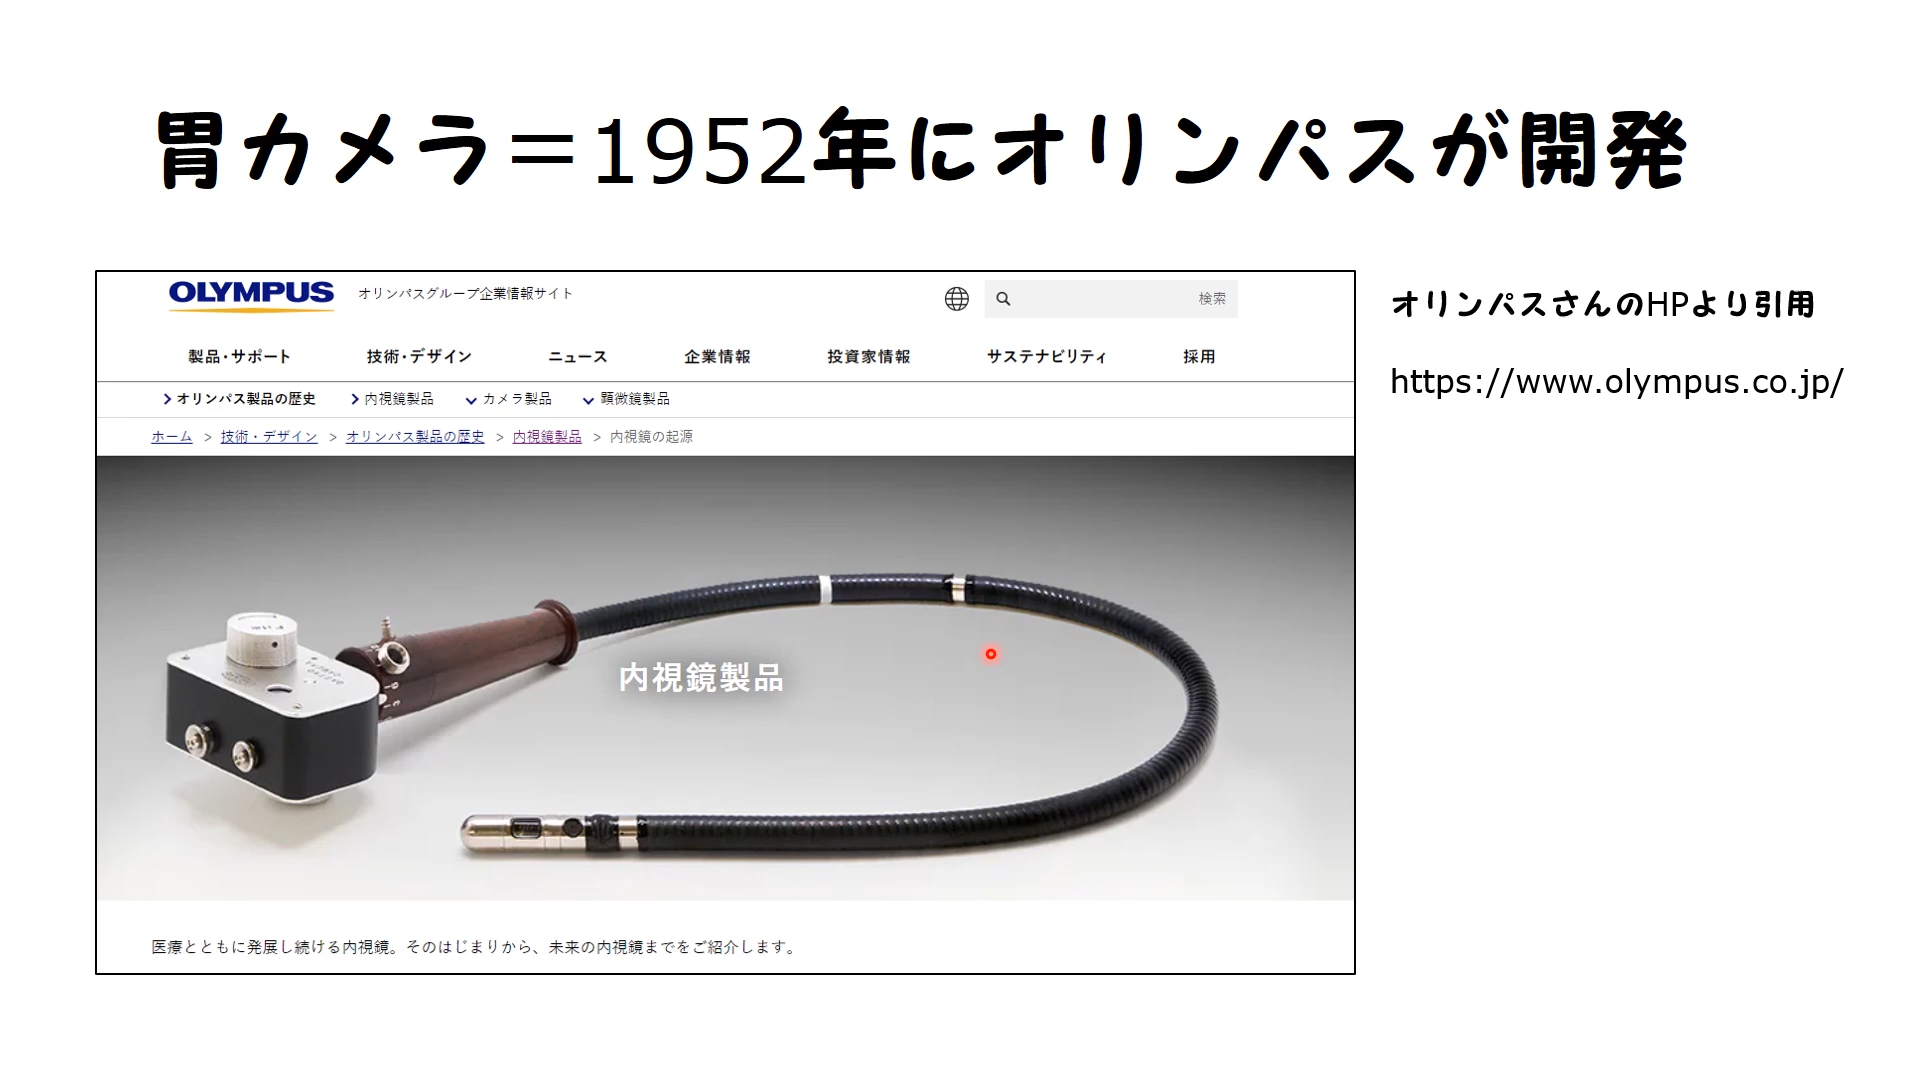 胃カメラ＝1952年にオリンパスが開発
OLYMPUS オリンパスグループ企業情報サイト 検索
製品・サポート 技術・デザイン ニュース 企業情報 投資家情報 サステナビリティ 採用
オリンパス製品の歴史 内視鏡製品 カメラ製品 顕微鏡製品
ホーム > 技術・デザイン > オリンパス製品の歴史 > 内視鏡製品 > 内視鏡の起源
内視鏡製品
医療とともに発展し続ける内視鏡。そのはじまりから、未来の内視鏡までをご紹介します。
オリンパスさんのHPより引用
https://www.olympus.co.jp/